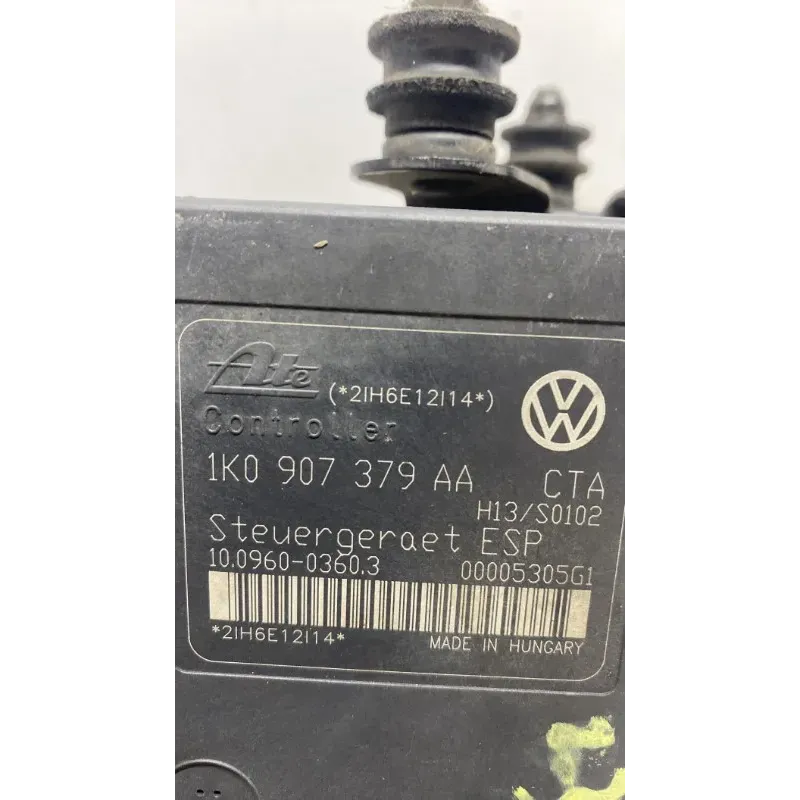 Ate (*2IH6E12I14*)
Controller
1K0 907 379 AA CTA
H13/S0102
Steuergeraet ESP
10.0960-0360.3 00005305G1
*2IH6E12I14* MADE IN HUNGARY